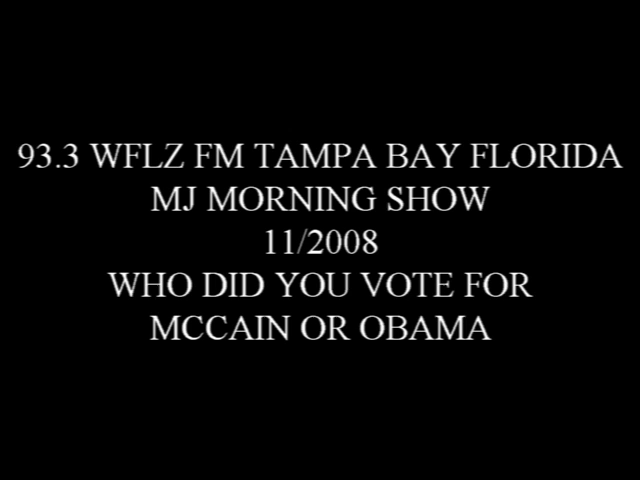 93.3 WFLZ FM TAMPA BAY FLORIDA
MJ MORNING SHOW
11/2008
WHO DID YOU VOTE FOR
MCCAIN OR OBAMA